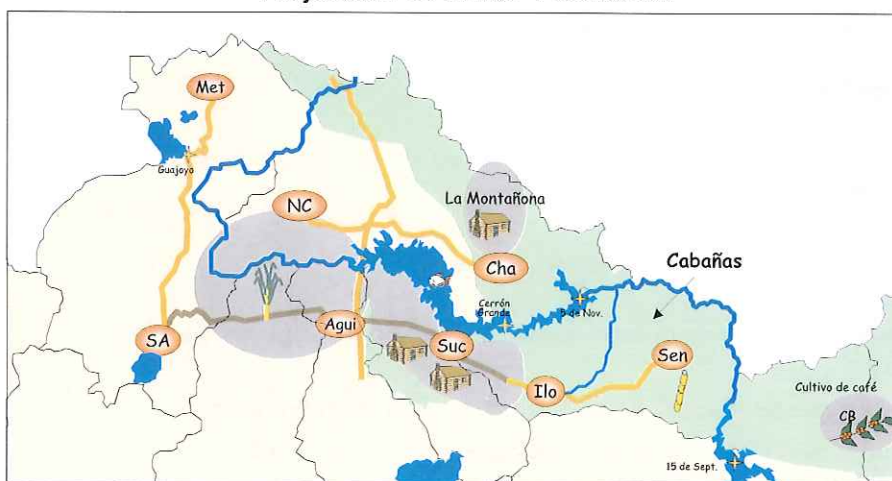 Met
Guajoyo
NC
La Montañona
Cha
Cabañas
Cerrón
Grande
5 de Nov.
SA
Agui
Suc
Sen
Ilo
Cultivo de café
CB
15 de Sept.